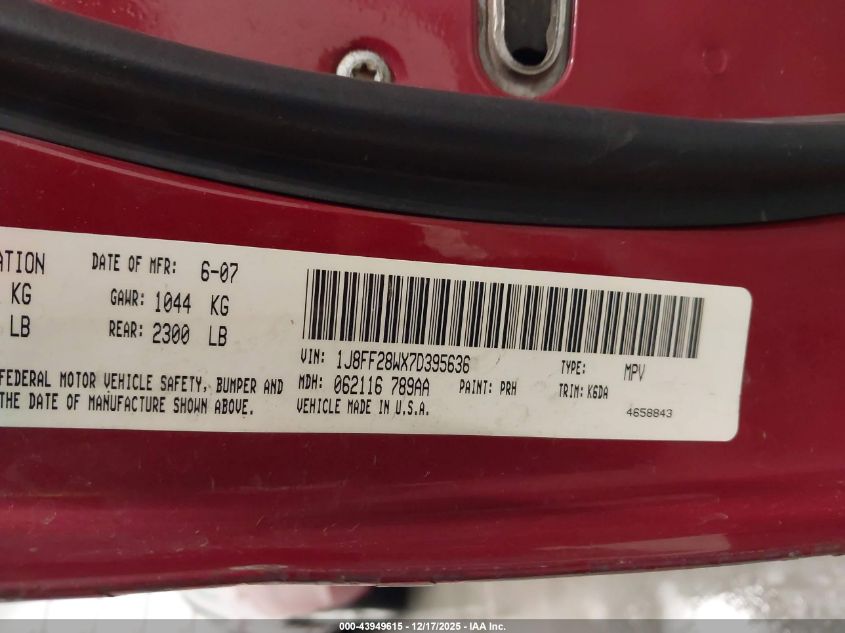 ATION DATE OF MFR: 6-07
KG GAWR: 1044 KG
LB REAR: 2300 LB
VIN: 1J8FF28WX7D395636 TYPE: MPV
FEDERAL MOTOR VEHICLE SAFETY, BUMPER AND MDH: 062116 789AA PAINT: PRH TRIM: K6DA
THE DATE OF MANUFACTURE SHOWN ABOVE. VEHICLE MADE IN U.S.A. 4658843
000-43949615 - 12/17/2025 - IAA Inc.